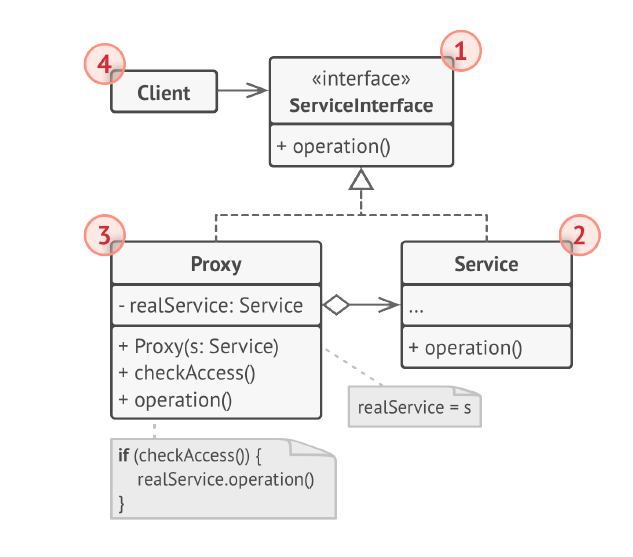 1
4
«interface»
Client
ServiceInterface
+ operation()
3
2
Proxy
Service
- realService: Service
...
+ Proxy(s: Service)
+ checkAccess()
+ operation()
+ operation()
realService = s
if (checkAccess()) {
realService.operation()
}